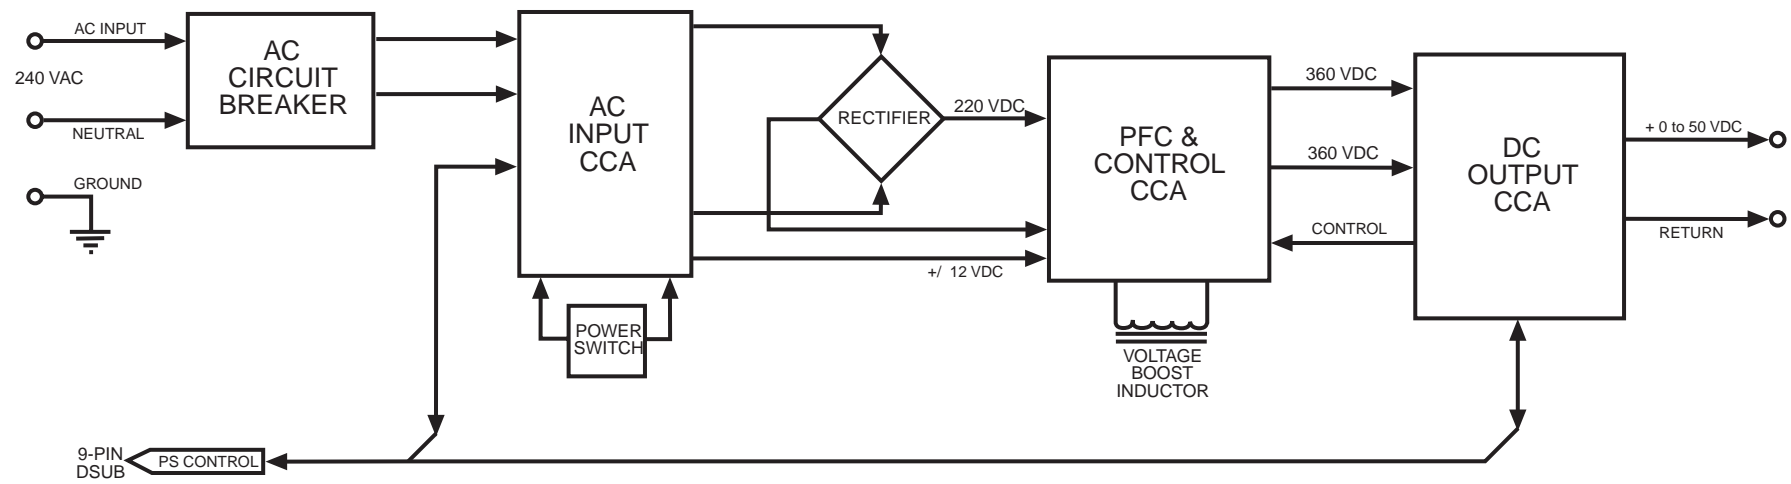 AC INPUT
240 VAC
NEUTRAL
GROUND
AC
CIRCUIT
BREAKER
AC
INPUT
CCA
POWER
SWITCH
RECTIFIER
220 VDC
+/ 12 VDC
PFC &
CONTROL
CCA
VOLTAGE
BOOST
INDUCTOR
360 VDC
360 VDC
CONTROL
DC
OUTPUT
CCA
+ 0 to 50 VDC
RETURN
9-PIN
DSUB
PS CONTROL